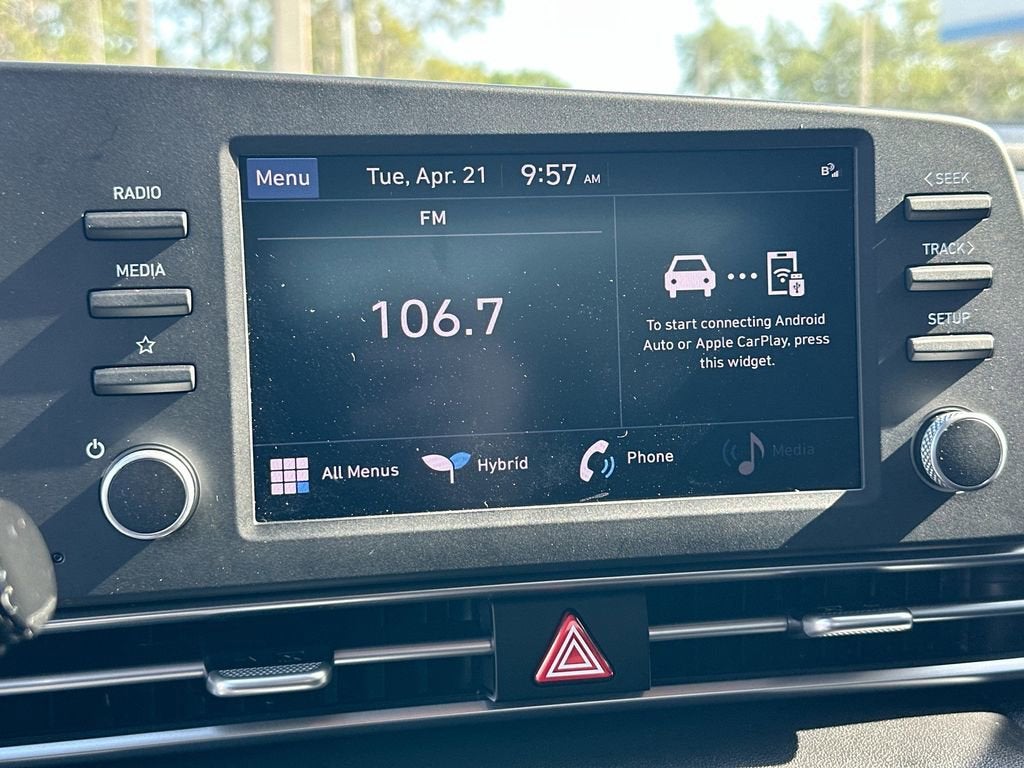 RADIO
MEDIA
Menu
Tue, Apr. 21
9:57 AM
B
FM
106.7
To start connecting Android
Auto or Apple CarPlay, press
this widget.
All Menus
Hybrid
Phone
Media
<SEEK
TRACK>
SETUP